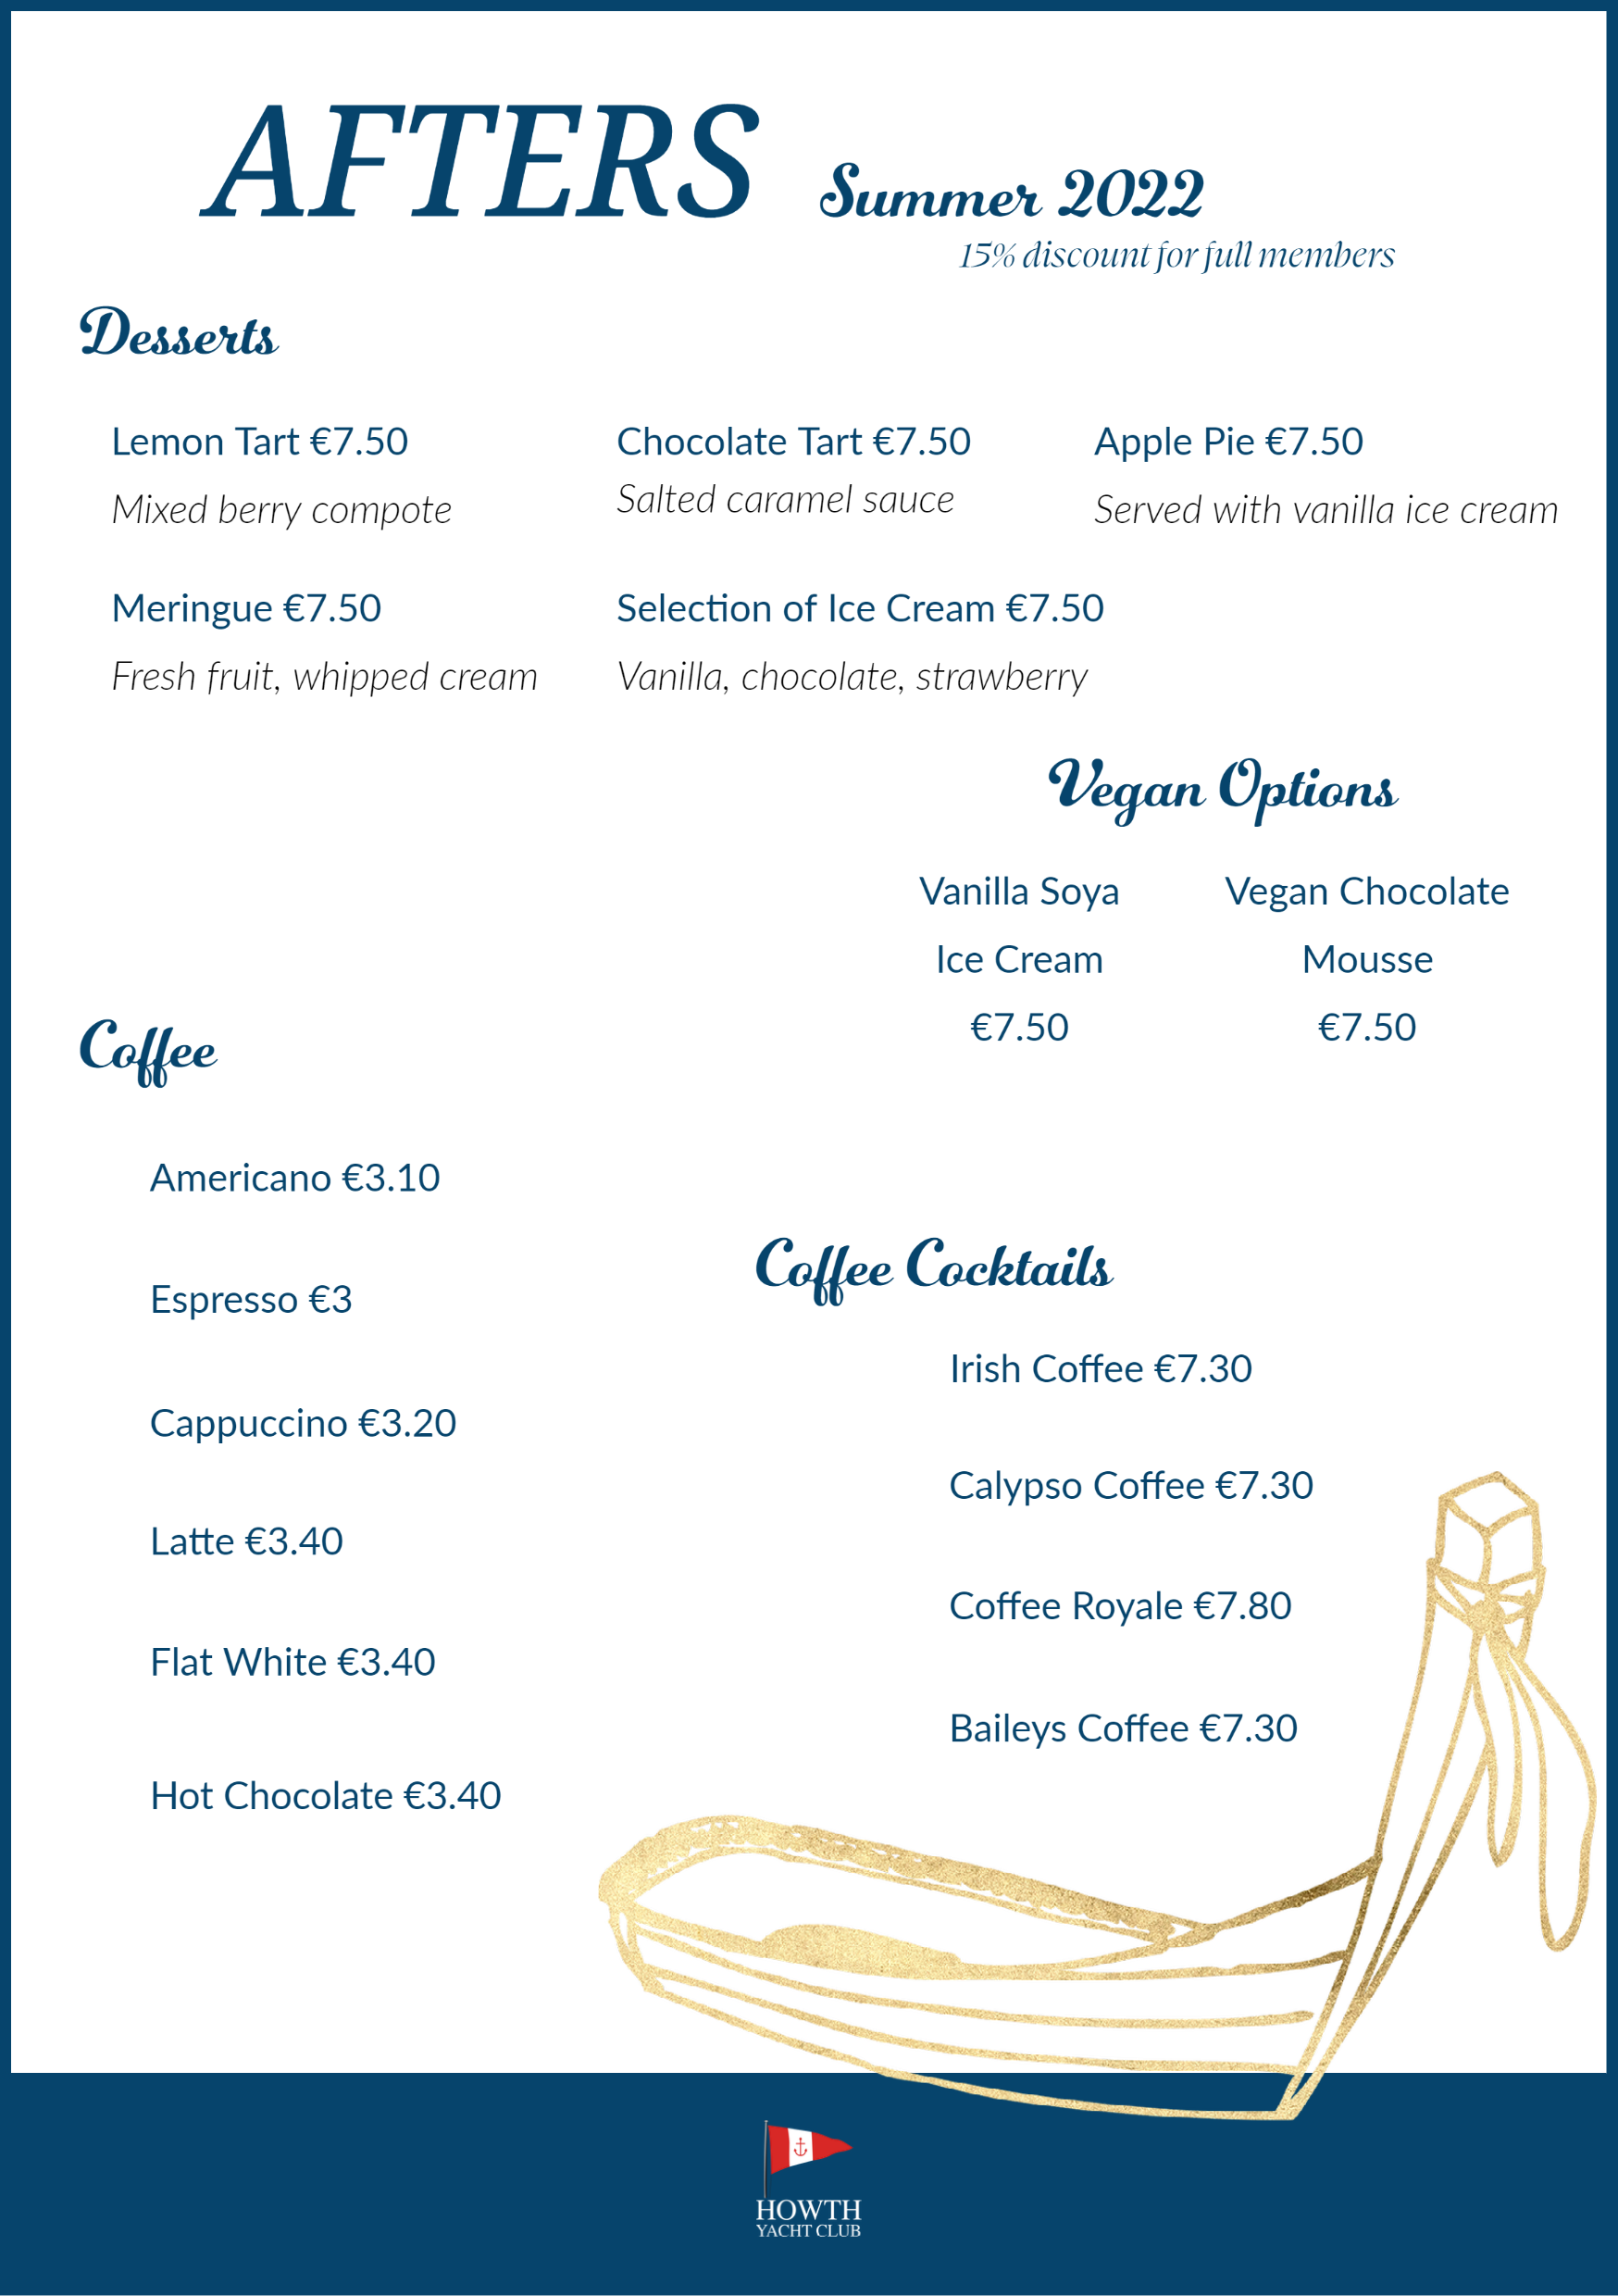 AFTERS Summer 2022
15% discount for full members
Desserts
Lemon Tart €7.50
Mixed berry compote
Chocolate Tart €7.50
Salted caramel sauce
Apple Pie €7.50
Served with vanilla ice cream
Meringue €7.50
Fresh fruit, whipped cream
Selection of Ice Cream €7.50
Vanilla, chocolate, strawberry
Vegan Options
Vanilla Soya
Ice Cream
€7.50
Vegan Chocolate
Mousse
€7.50
Coffee
Americano €3.10
Espresso €3
Cappuccino €3.20
Latte €3.40
Flat White €3.40
Hot Chocolate €3.40
Coffee Cocktails
Irish Coffee €7.30
Calypso Coffee €7.30
Coffee Royale €7.80
Baileys Coffee €7.30
HOWTH
YACHT CLUB